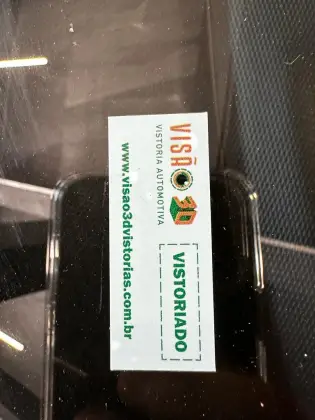 VISÃO 3D
VISTORIA AUTOMOTIVA
VISTORIADO
www.visao3dvistorias.com.br